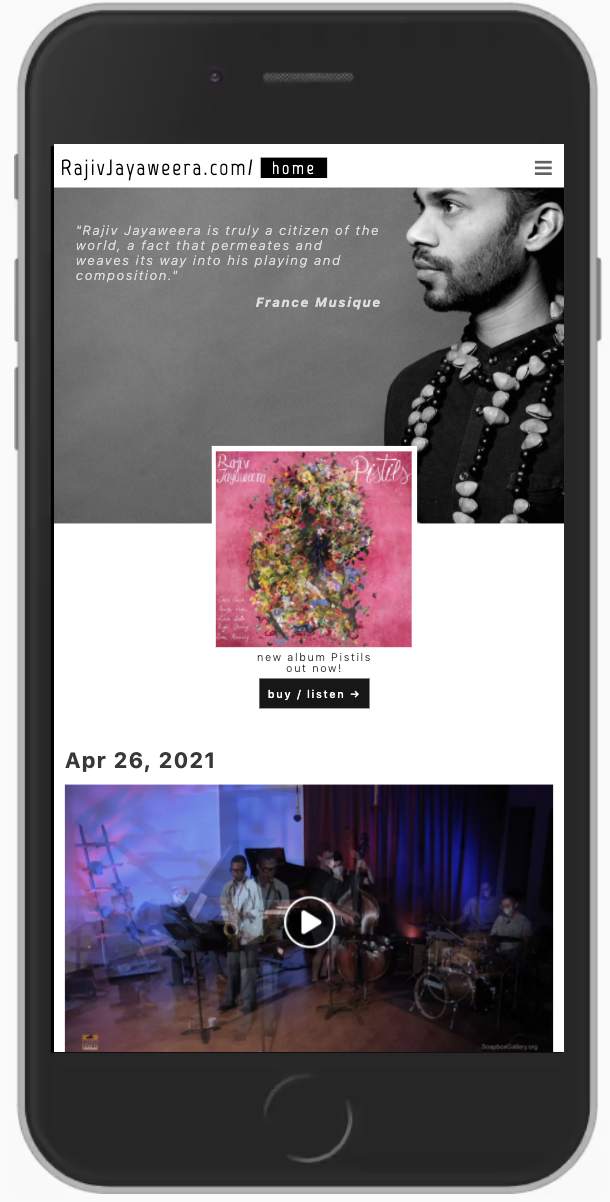 RajivJayaweera.com/ home
"Rajiv Jayaweera is truly a citizen of the
world, a fact that permeates and
weaves its way into his playing and
composition."
France Musique
Rajiv Pistils
Jayaweera
new album Pistils
out now!
buy / listen →
Apr 26, 2021
SoapboxGallery.org